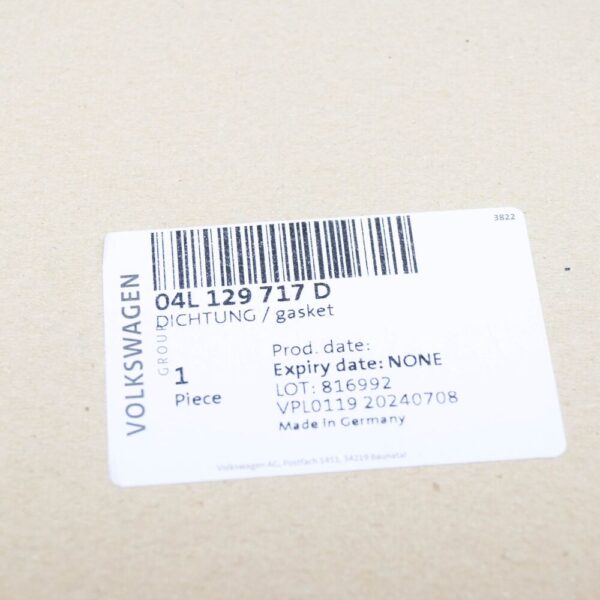 3822
VOLKSWAGEN
GROUP
04L 129 717 D
DICHTUNG / gasket
1
Piece
Prod. date:
Expiry date: NONE
LOT: 816992
VPL0119 20240708
Made in Germany
Volkswagen AG, Postfach 1451, 34219 Baunatal